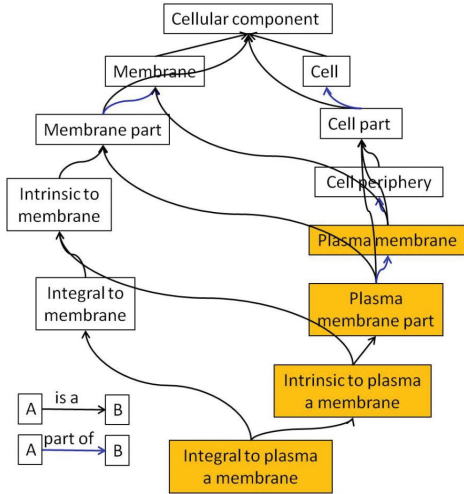 Cellular component
Membrane
Cell
Membrane part
Cell part
Intrinsic to
membrane
Cell periphery
Plasma membrane
Integral to
membrane
Plasma
membrane part
Intrinsic to plasma
a membrane
A is a B
A part of B
Integral to plasma
a membrane